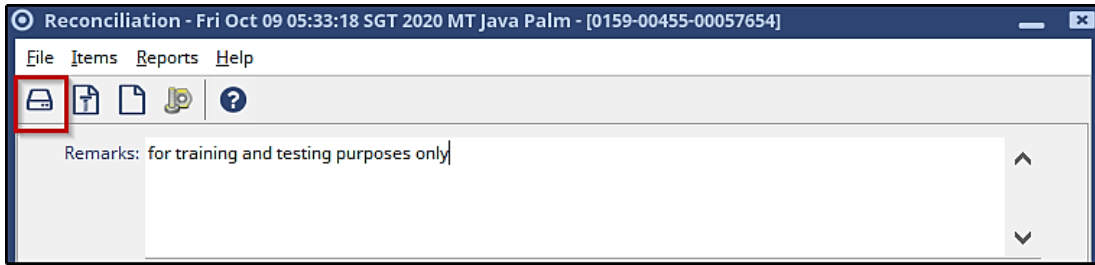 Reconciliation - Fri Oct 09 05:33:18 SGT 2020 MT Java Palm - [0159-00455-00057654]
File Items Reports Help
Remarks: for training and testing purposes only